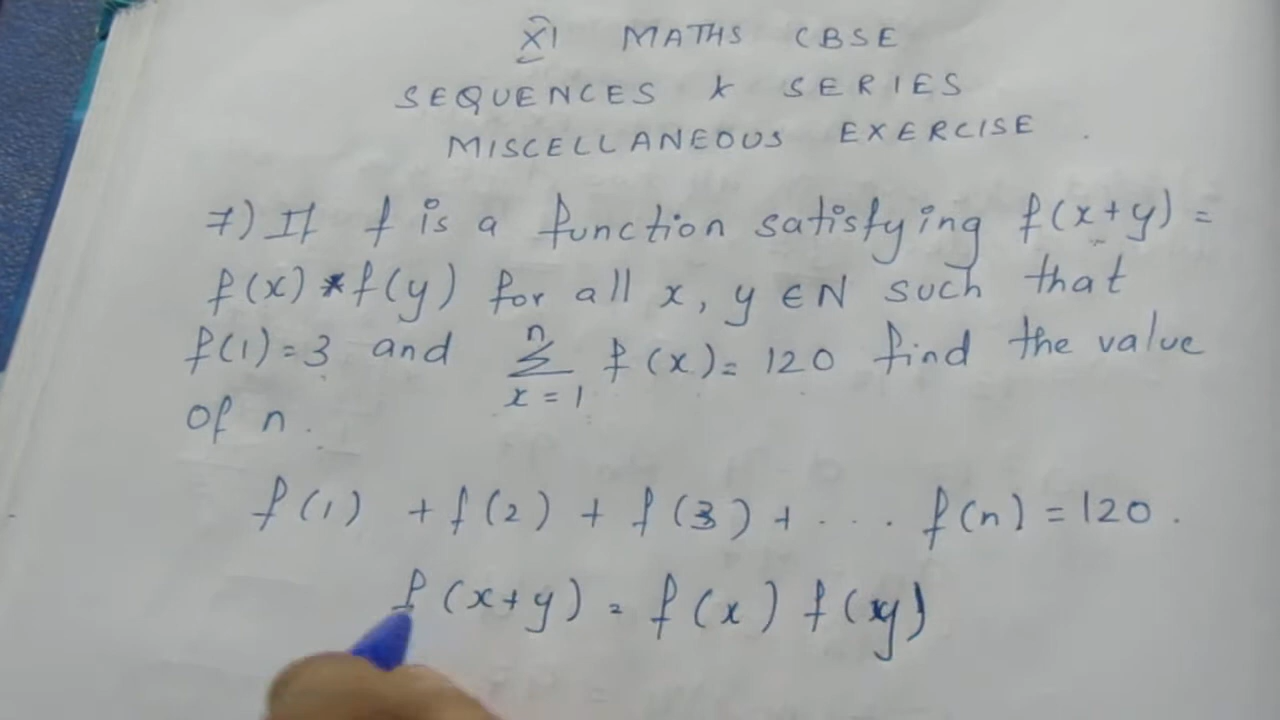 XI MATHS CBSE
SEQUENCES & SERIES
MISCELLANEOUS EXERCISE.
7) If f is a function satisfying f(x+y) =
f(x) * f(y) for all x, y ∈ N such that
f(1) = 3 and n∑x=1 f(x) = 120 find the value
of n.
f(1) + f(2) + f(3) + ... f(n) = 120.
f(x+y) = f(x) f(y)